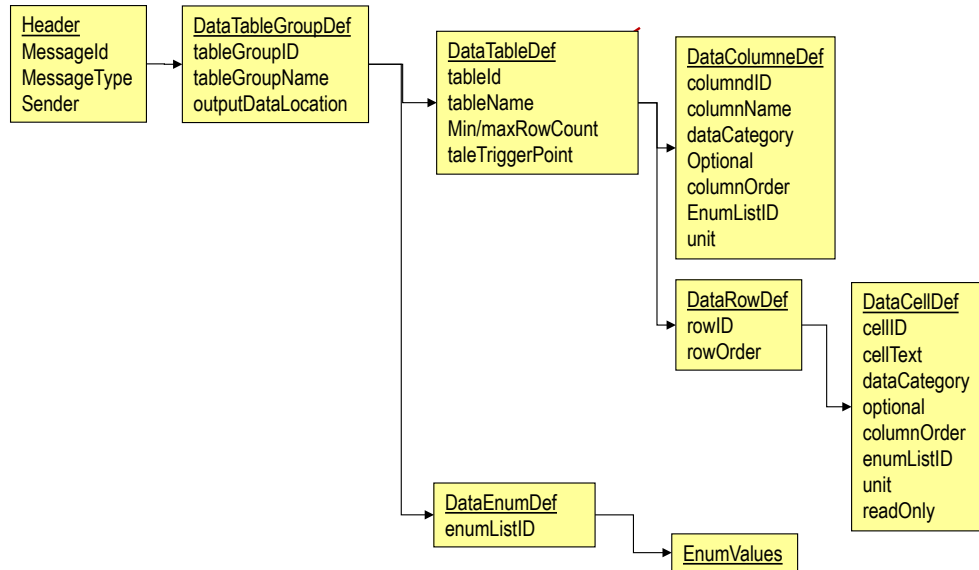 Header
MessageId
MessageType
Sender
DataTableGroupDef
tableGroupID
tableGroupName
outputDataLocation
DataTableDef
tableId
tableName
Min/maxRowCount
taleTriggerPoint
DataColumneDef
columndID
columnName
dataCategory
Optional
columnOrder
EnumListID
unit
DataRowDef
rowID
rowOrder
DataCellDef
cellID
cellText
dataCategory
optional
columnOrder
enumListID
unit
readOnly
DataEnumDef
enumListID
EnumValues